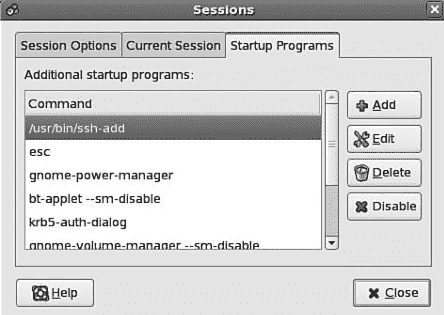 Sessions
Session Options
Current Session
Startup Programs
Additional startup programs:
Command
/usr/bin/ssh-add
esc
gnome-power-manager
bt-applet --sm-disable
krb5-auth-dialog
gnome-volume-manager --sm-disable
Add
Edit
Delete
Disable
Help
Close